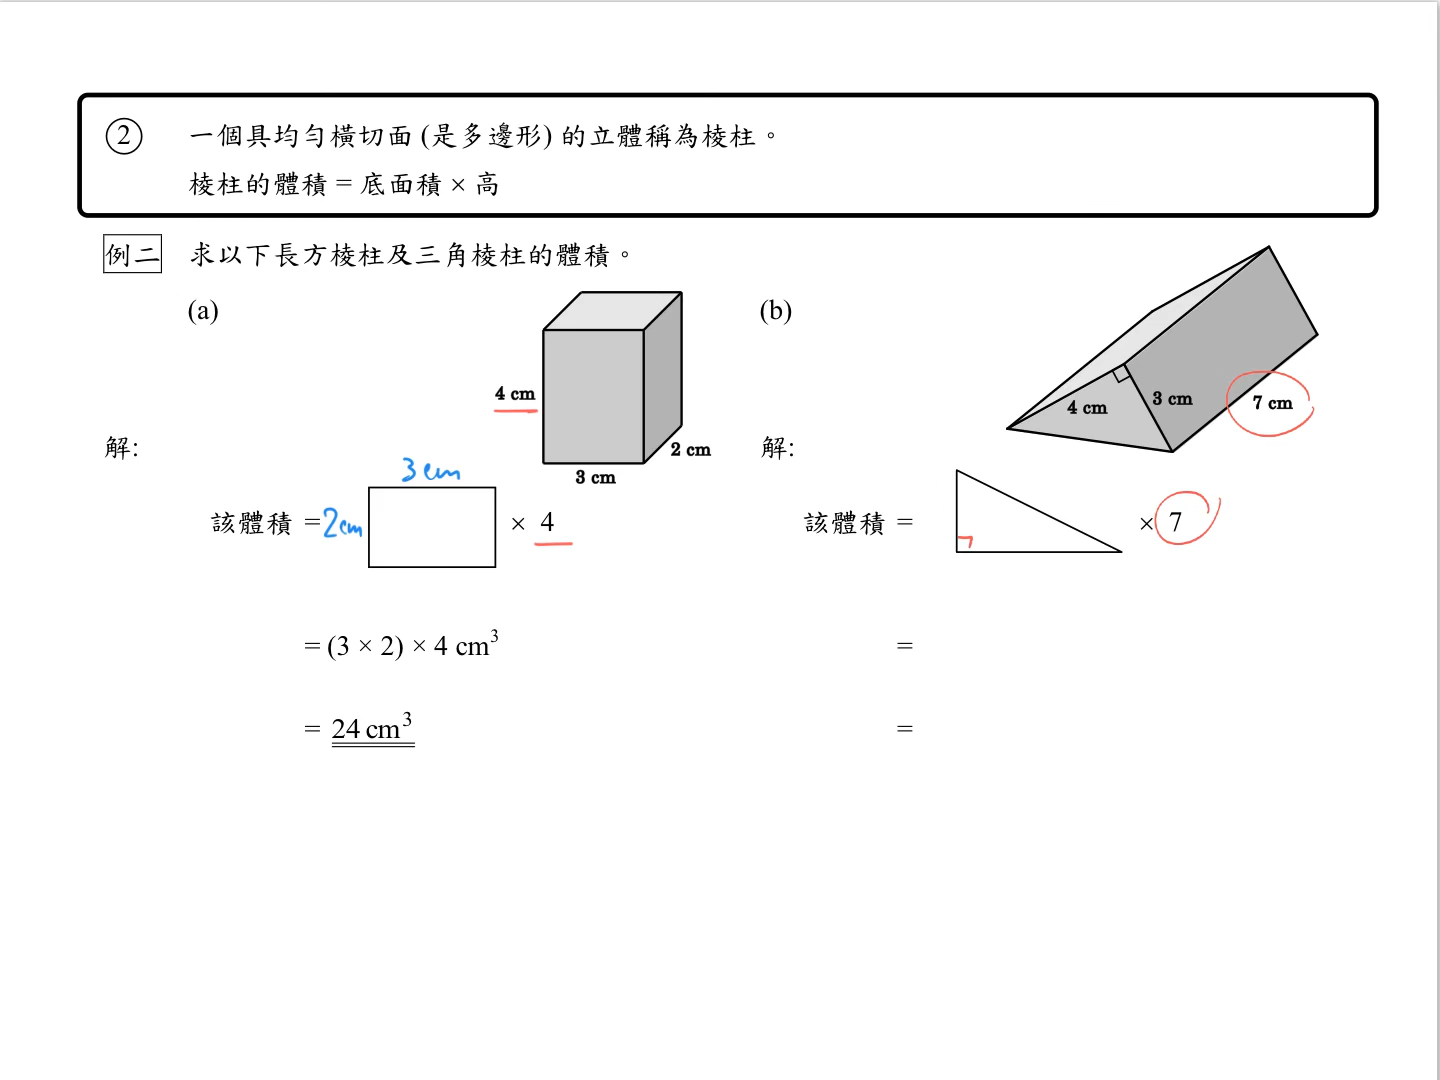 ② 一個具均勻橫切面 (是多邊形) 的立體稱為棱柱。
棱柱的體積 = 底面積 × 高
例二 求以下長方棱柱及三角棱柱的體積。
(a)
4 cm
2 cm
3 cm
解:
3 cm
該體積 = 2cm × 4
= (3 × 2) × 4 cm³
= 24 cm³
(b)
4 cm
3 cm
7 cm
解:
該體積 = × 7
=
=